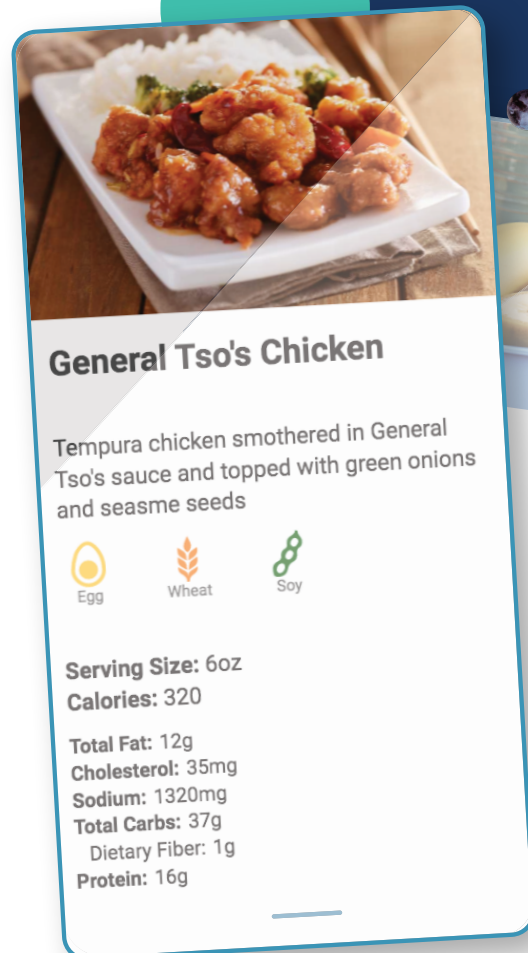 General Tso's Chicken
Tempura chicken smothered in General
Tso's sauce and topped with green onions
and seasme seeds
Egg
Wheat
Soy
Serving Size: 6oz
Calories: 320
Total Fat: 12g
Cholesterol: 35mg
Sodium: 1320mg
Total Carbs: 37g
Dietary Fiber: 1g
Protein: 16g